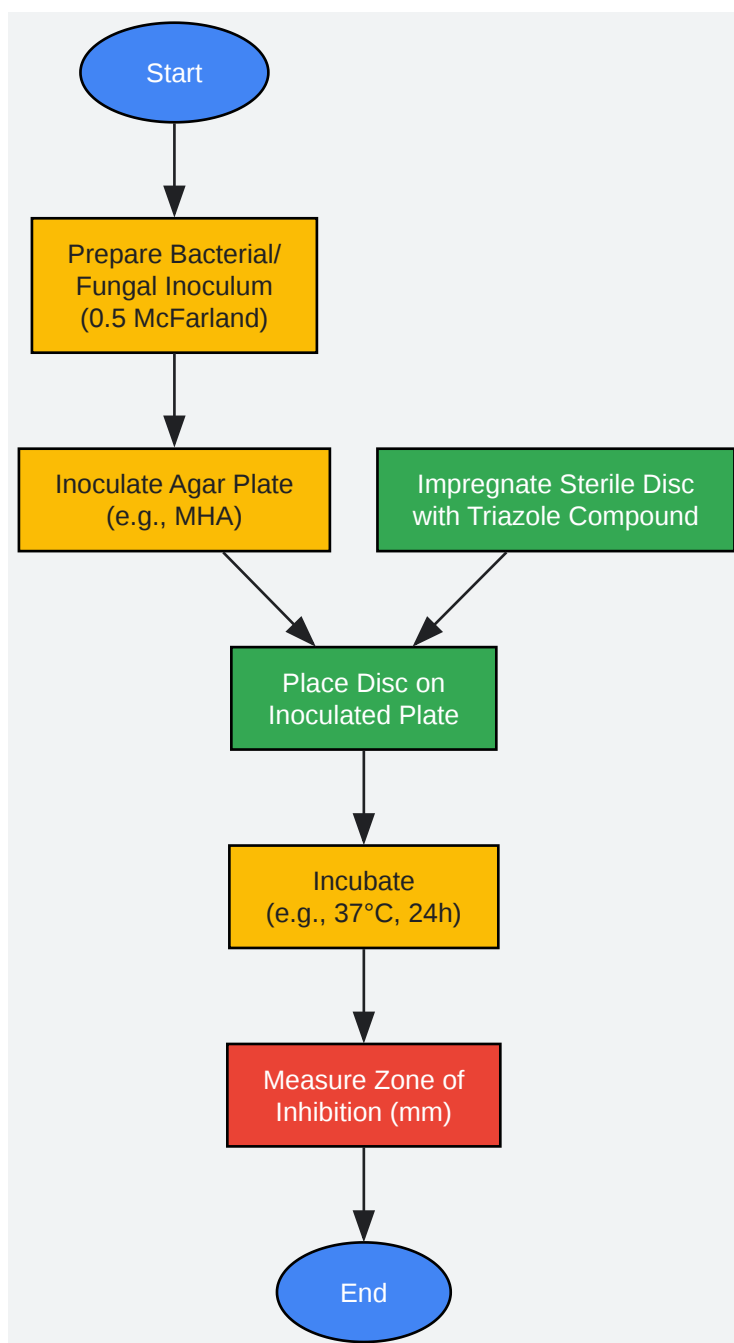 Start
Prepare Bacterial/
Fungal Inoculum
(0.5 McFarland)
Inoculate Agar Plate
(e.g., MHA)
Impregnate Sterile Disc
with Triazole Compound
Place Disc on
Inoculated Plate
Incubate
(e.g., 37°C, 24h)
Measure Zone of
Inhibition (mm)
End